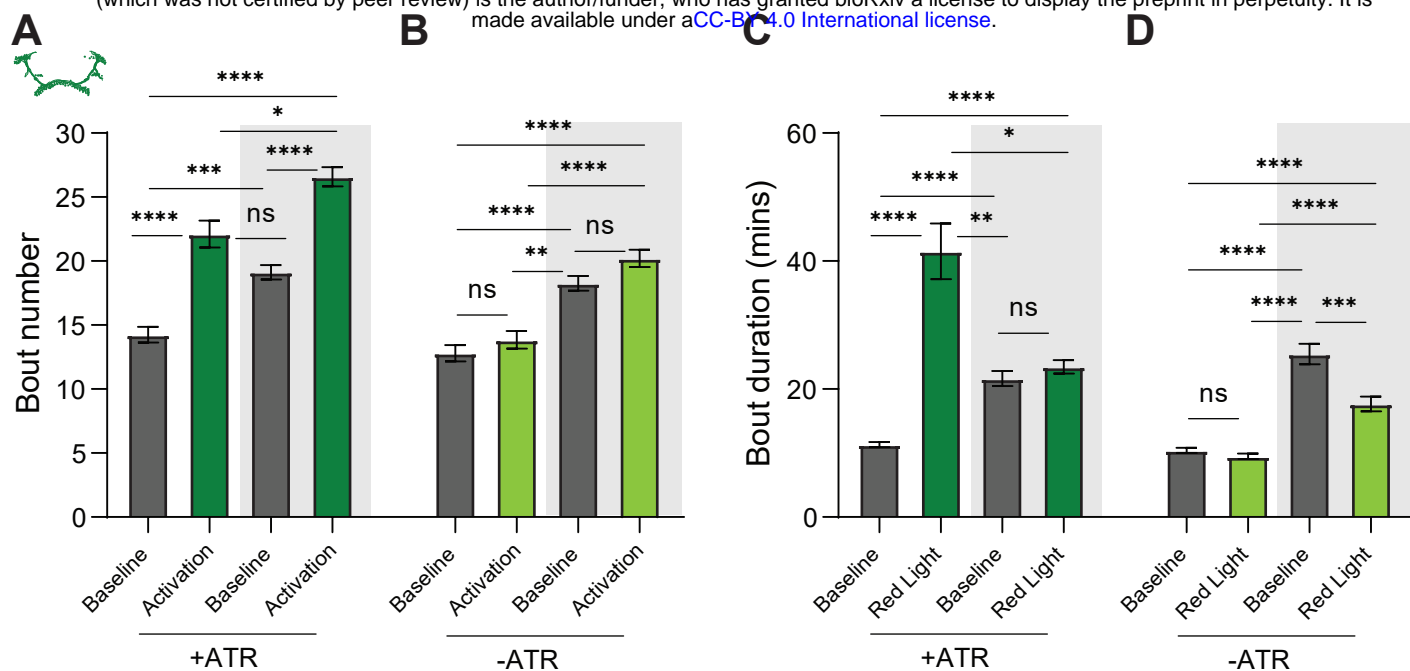 (which was not certified by peer review) is the author/funder, who has granted bioRxiv a license to display the preprint in perpetuity. It is
made available under aCC-BY 4.0 International license.
A
B
C
D
****
*
****
***
****
ns
30
25
20
15
10
5
0
Bout number
Baseline
Activation
Baseline
Activation
+ATR
****
****
****
ns
**
ns
Baseline
Activation
Baseline
Activation
-ATR
****
*
****
****
**
ns
60
40
20
0
Bout duration (mins)
Baseline
Red Light
Baseline
Red Light
+ATR
****
****
****
****
***
ns
Baseline
Red Light
Baseline
Red Light
-ATR